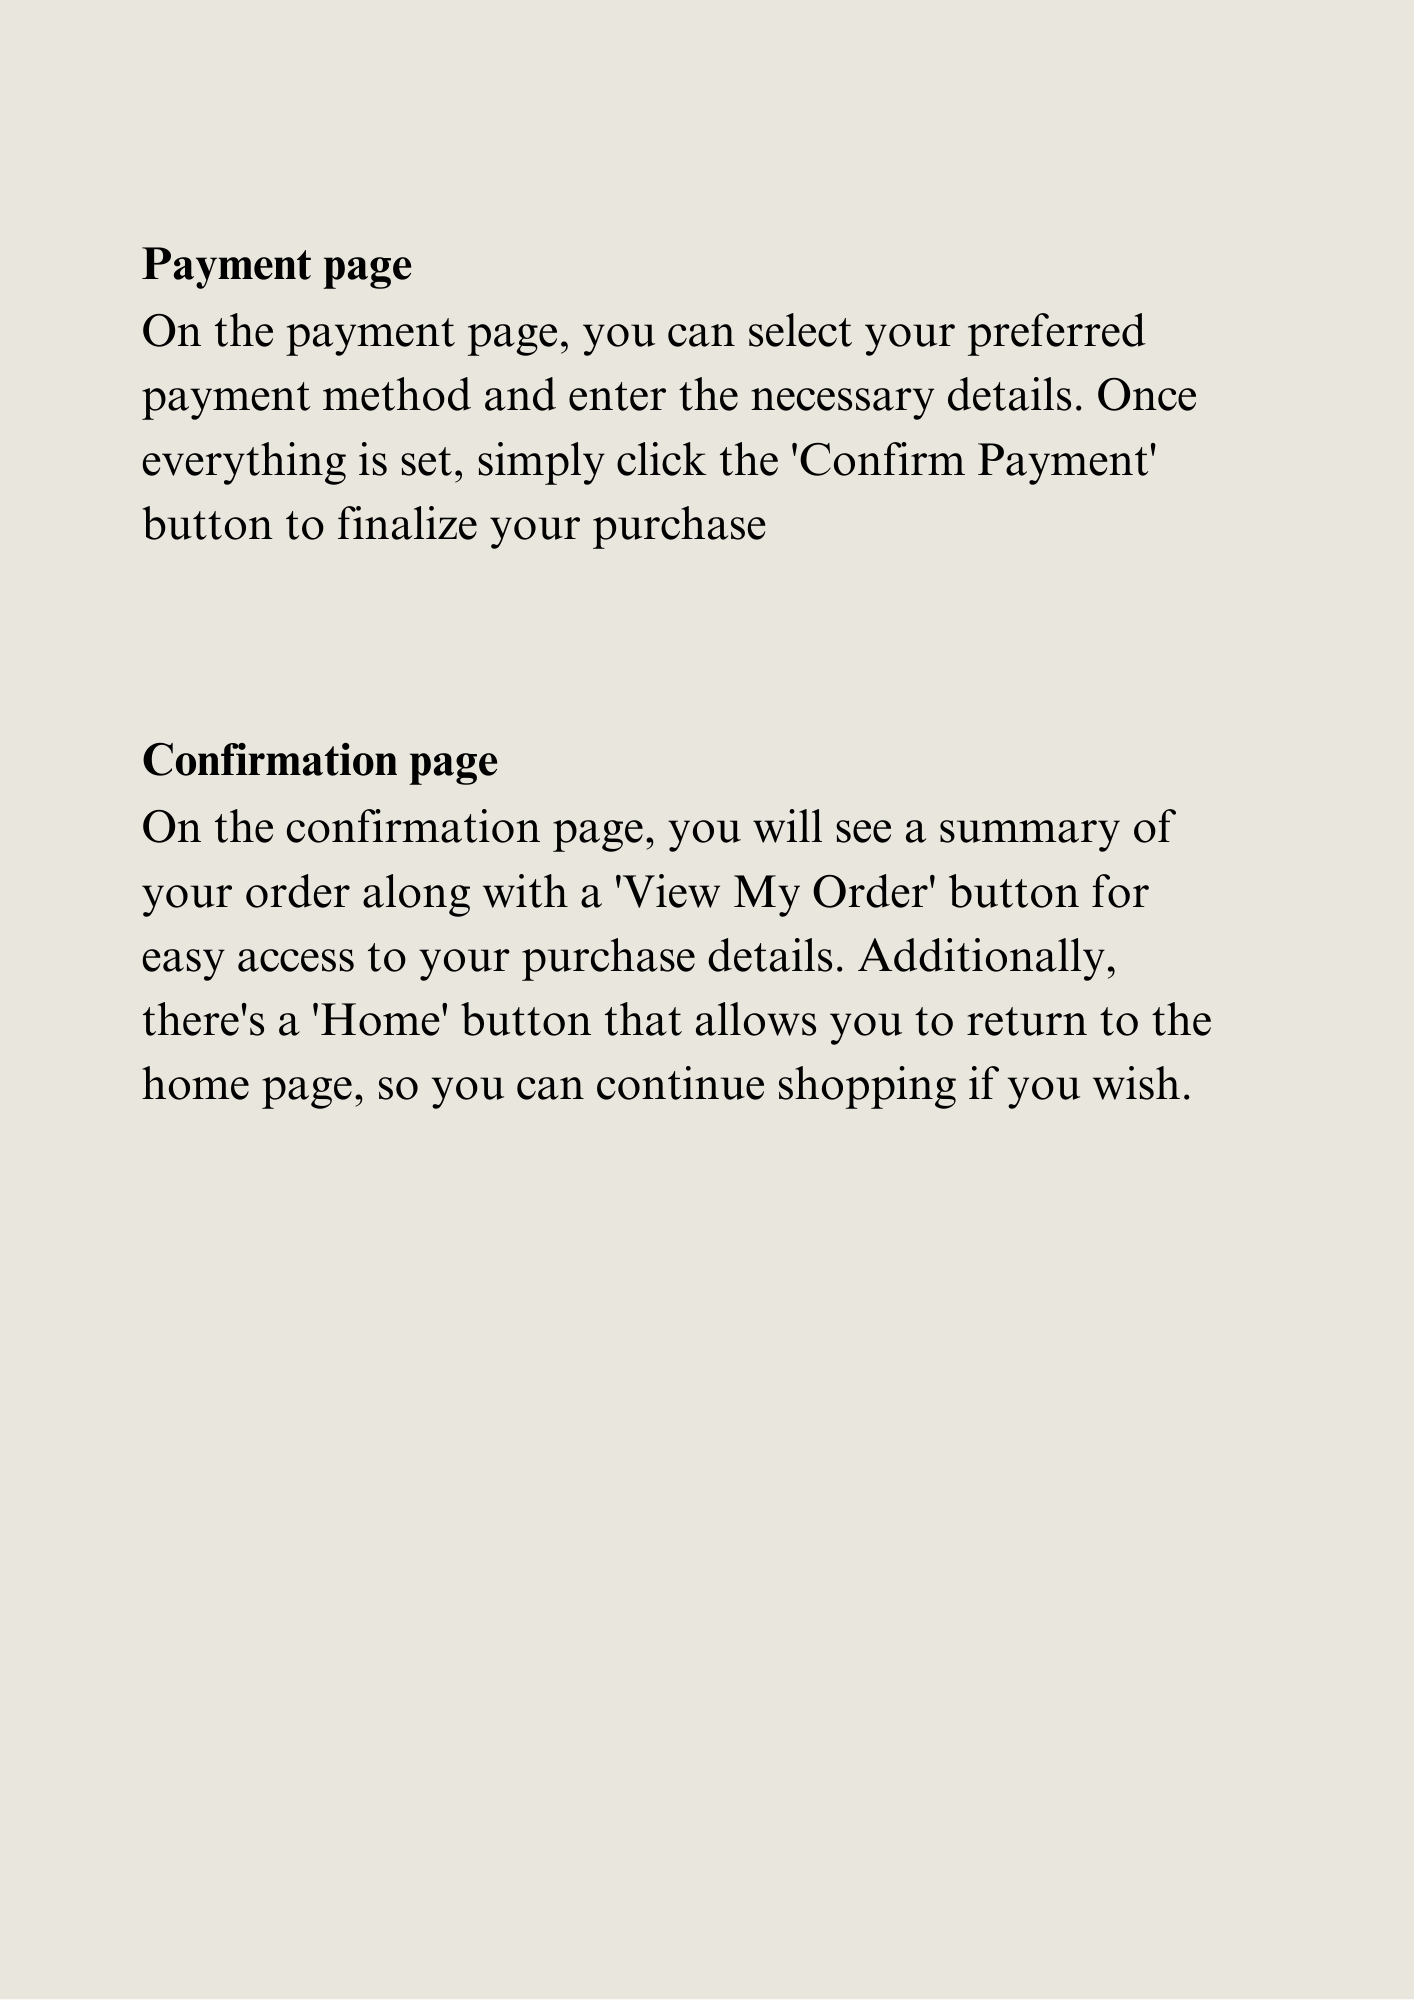 Payment page
On the payment page, you can select your preferred
payment method and enter the necessary details. Once
everything is set, simply click the 'Confirm Payment'
button to finalize your purchase
Confirmation page
On the confirmation page, you will see a summary of
your order along with a 'View My Order' button for
easy access to your purchase details. Additionally,
there's a 'Home' button that allows you to return to the
home page, so you can continue shopping if you wish.